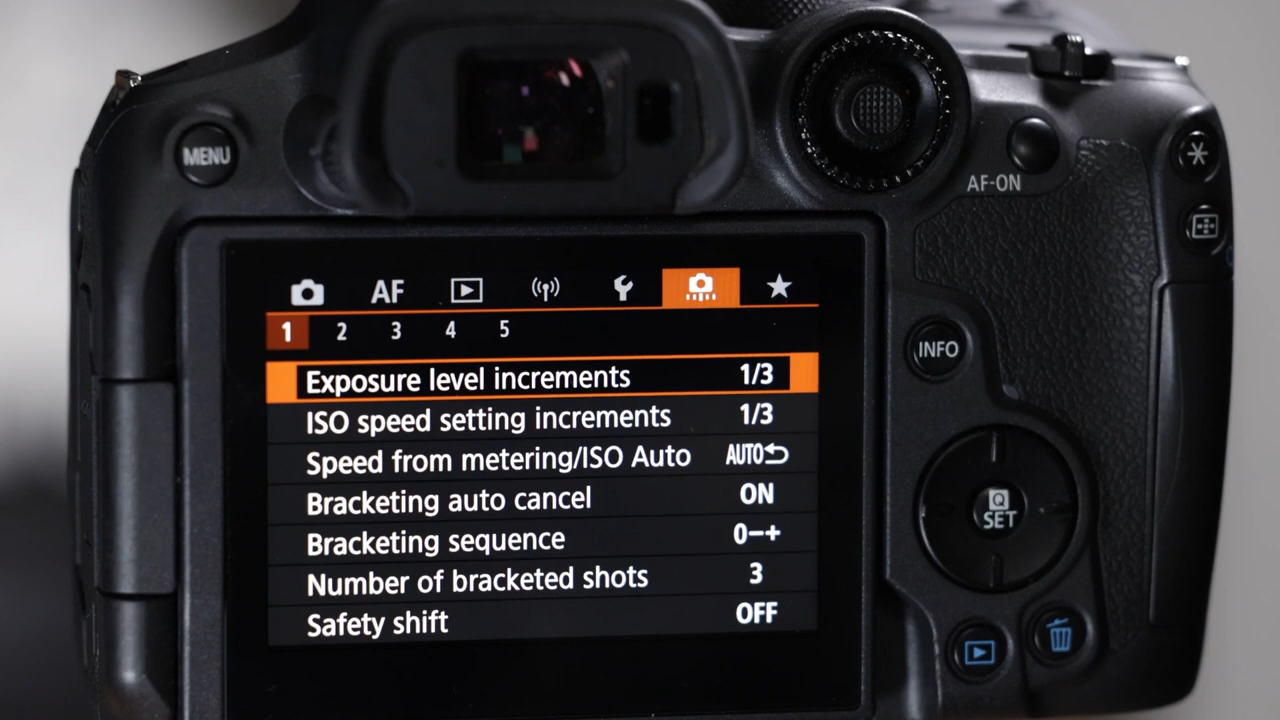 MENU
AF-ON
AF
1 2 3 4 5
INFO
Exposure level increments 1/3
ISO speed setting increments 1/3
Speed from metering/ISO Auto AUTO
Bracketing auto cancel ON
Bracketing sequence 0−+
Number of bracketed shots 3
Safety shift OFF
Q
SET